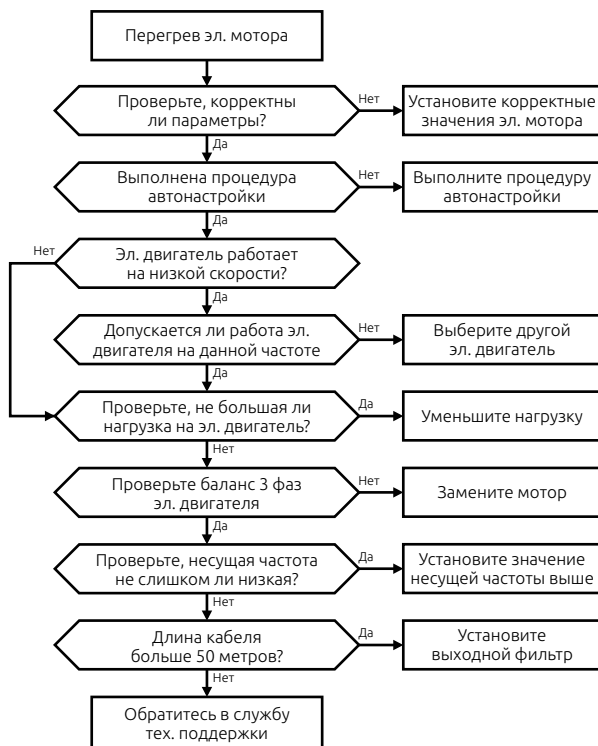 Перегрев эл. мотора
Проверьте, корректны
ли параметры?
Нет
Установите корректные
значения эл. мотора
Да
Выполнена процедура
автонастройки
Нет
Выполните процедуру
автонастройки
Да
Нет
Эл. двигатель работает
на низкой скорости?
Да
Допускается ли работа эл.
двигателя на данной частоте
Нет
Выберите другой
эл. двигатель
Да
Проверьте, не большая ли
нагрузка на эл. двигатель?
Да
Уменьшите нагрузку
Нет
Проверьте баланс 3 фаз
эл. двигателя
Нет
Замените мотор
Да
Проверьте, несущая частота
не слишком ли низкая?
Да
Установите значение
несущей частоты выше
Нет
Длина кабеля
больше 50 метров?
Да
Установите
выходной фильтр
Нет
Обратитесь в службу
тех. поддержки